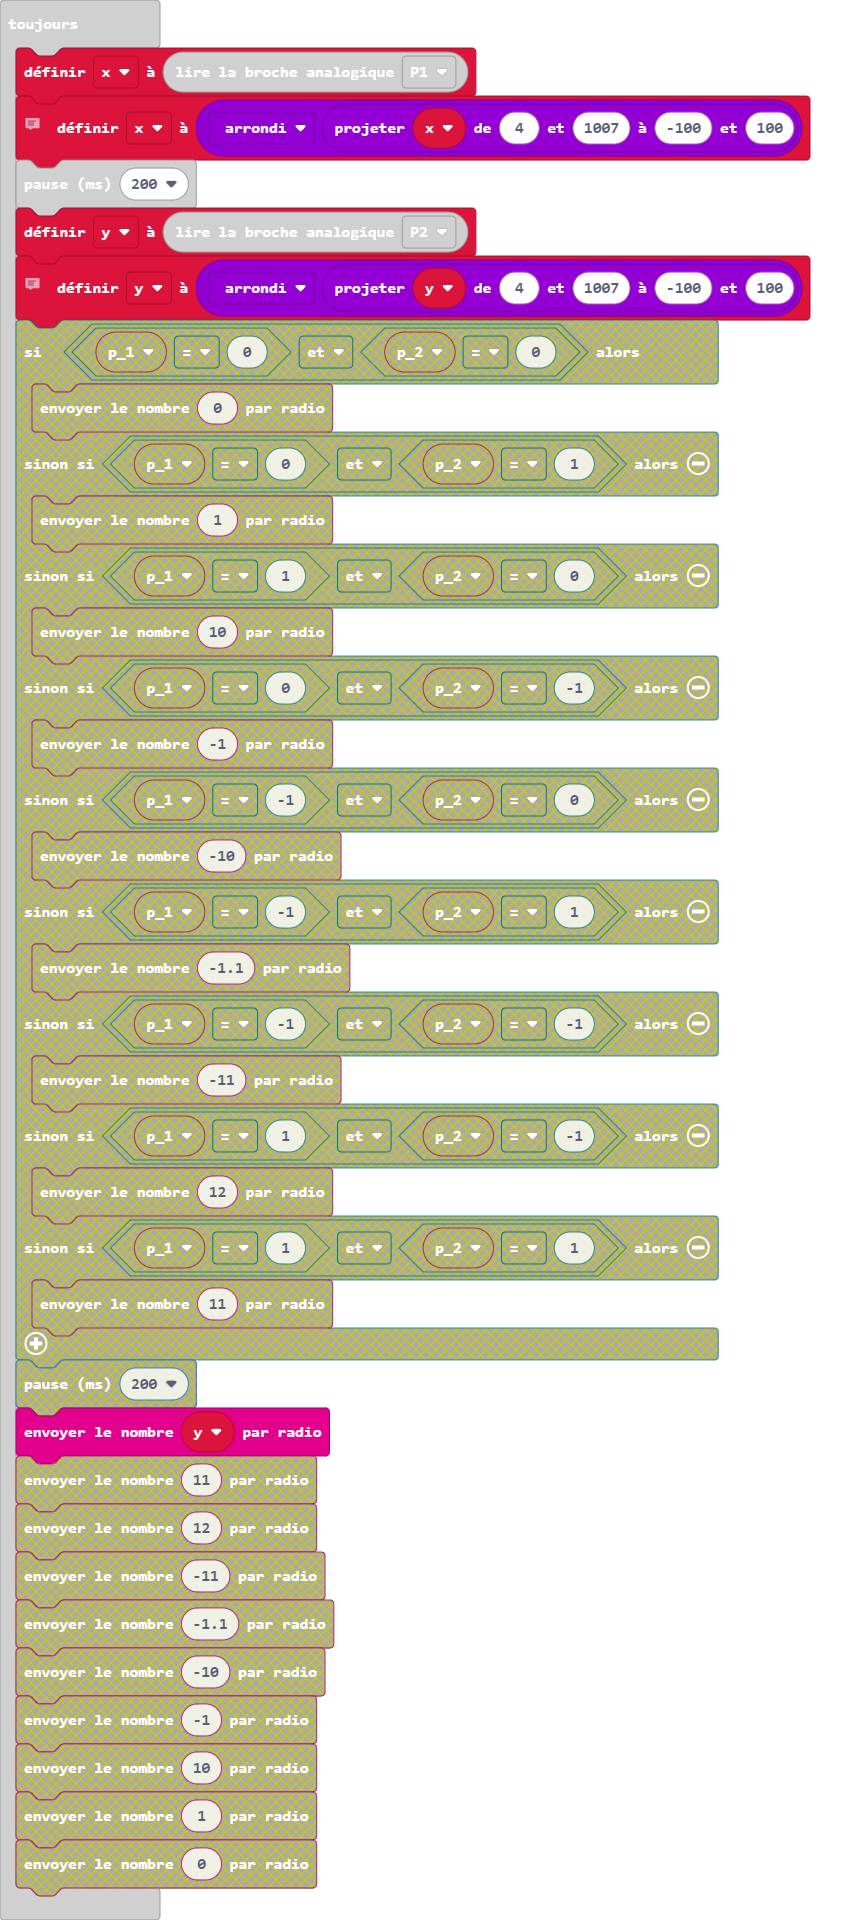 toujours
définir x à lire la broche analogique P1
définir x à arrondi projeter x de 4 et 1007 à -100 et 100
pause (ms) 200
définir y à lire la broche analogique P2
définir y à arrondi projeter y de 4 et 1007 à -100 et 100
si p_1 = 0 et p_2 = 0 alors
envoyer le nombre 0 par radio
sinon si p_1 = 0 et p_2 = 1 alors
envoyer le nombre 1 par radio
sinon si p_1 = 1 et p_2 = 0 alors
envoyer le nombre 10 par radio
sinon si p_1 = 0 et p_2 = -1 alors
envoyer le nombre -1 par radio
sinon si p_1 = -1 et p_2 = 0 alors
envoyer le nombre -10 par radio
sinon si p_1 = -1 et p_2 = 1 alors
envoyer le nombre -1.1 par radio
sinon si p_1 = -1 et p_2 = -1 alors
envoyer le nombre -11 par radio
sinon si p_1 = 1 et p_2 = -1 alors
envoyer le nombre 12 par radio
sinon si p_1 = 1 et p_2 = 1 alors
envoyer le nombre 11 par radio
pause (ms) 200
envoyer le nombre y par radio
envoyer le nombre 11 par radio
envoyer le nombre 12 par radio
envoyer le nombre -11 par radio
envoyer le nombre -1.1 par radio
envoyer le nombre -10 par radio
envoyer le nombre -1 par radio
envoyer le nombre 10 par radio
envoyer le nombre 1 par radio
envoyer le nombre 0 par radio